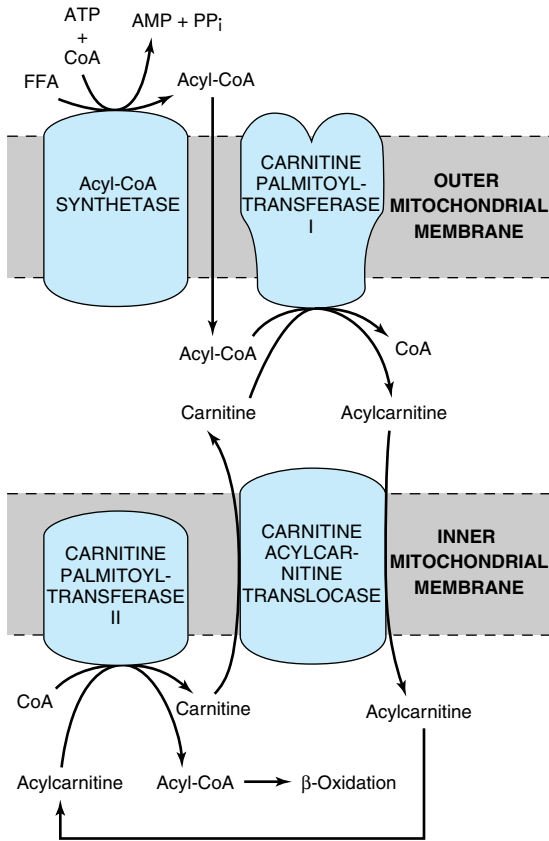 ATP
+
CoA
AMP + PPi
FFA
Acyl-CoA
Acyl-CoA
SYNTHETASE
CARNITINE
PALMITOYL-
TRANSFERASE
I
OUTER
MITOCHONDRIAL
MEMBRANE
Acyl-CoA
CoA
Carnitine
Acylcarnitine
CARNITINE
PALMITOYL-
TRANSFERASE
II
CARNITINE
ACYLCAR-
NITINE
TRANSLOCASE
INNER
MITOCHONDRIAL
MEMBRANE
CoA
Carnitine
Acylcarnitine
Acylcarnitine
Acyl-CoA
β-Oxidation